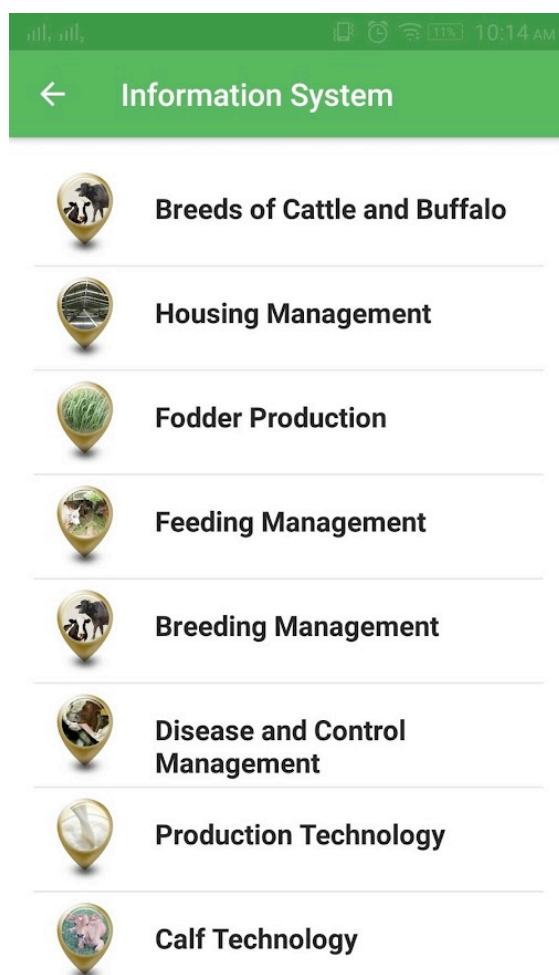 11% 10:14 AM
Information System
Breeds of Cattle and Buffalo
Housing Management
Fodder Production
Feeding Management
Breeding Management
Disease and Control
Management
Production Technology
Calf Technology